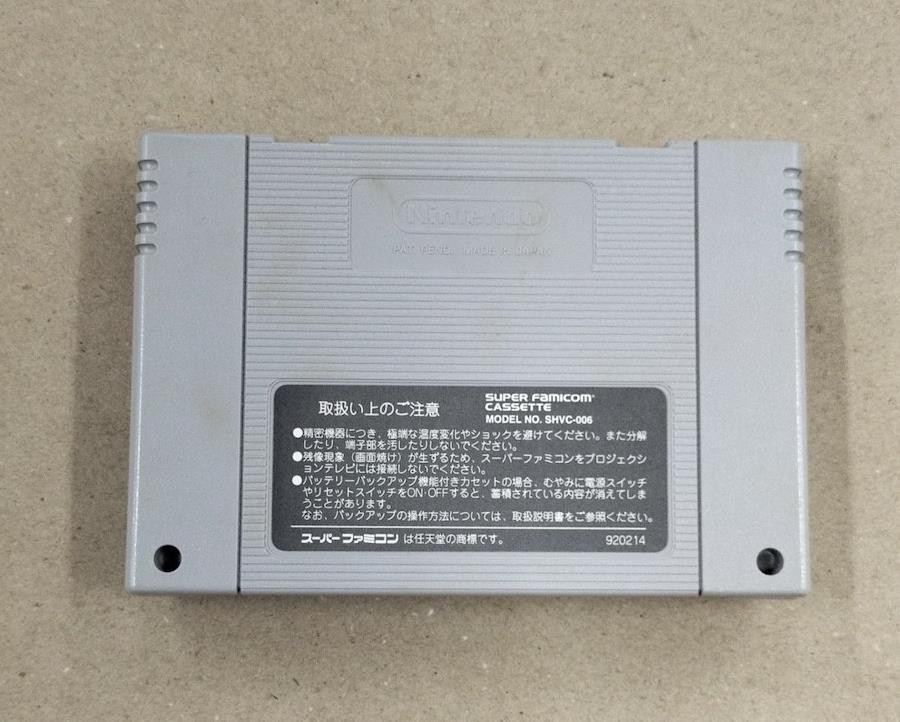 Nintendo
PAT. PEND. MADE IN JAPAN
取扱い上のご注意
SUPER FAMICOM
CASSETTE
MODEL NO. SHVC-006
●精密機器につき、極端な温度変化やショックを避けてください。また分解
したり、端子部を汚したりしないでください。
●残像現象（画面焼け）が生ずるため、スーパーファミコンをプロジェクシ
ョンテレビには接続しないでください。
●バッテリーバックアップ機能付きカセットの場合、むやみに電源スイッチ
やリセットスイッチをON・OFFすると、蓄積されている内容が消えてしま
うことがあります。
なお、バックアップの操作方法については、取扱説明書をご参照ください。
スーパーファミコン は任天堂の商標です。
920214